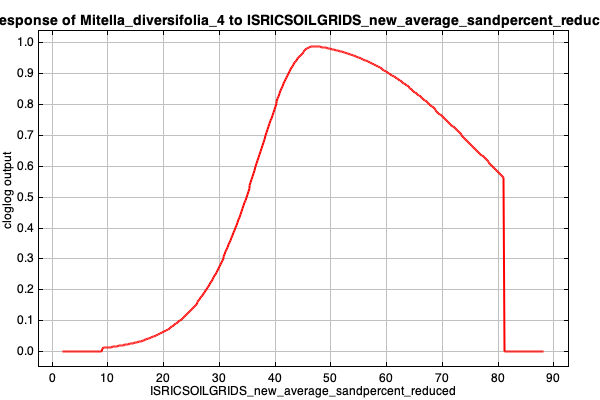 esponse of Mitella_diversifolia_4 to ISRICSOILGRIDS_new_average_sandpercent_reduc
1.0
0.9
0.8
0.7
0.6
0.5
0.4
0.3
0.2
0.1
0.0
cloglog output
0 10 20 30 40 50 60 70 80 90
ISRICSOILGRIDS_new_average_sandpercent_reduced